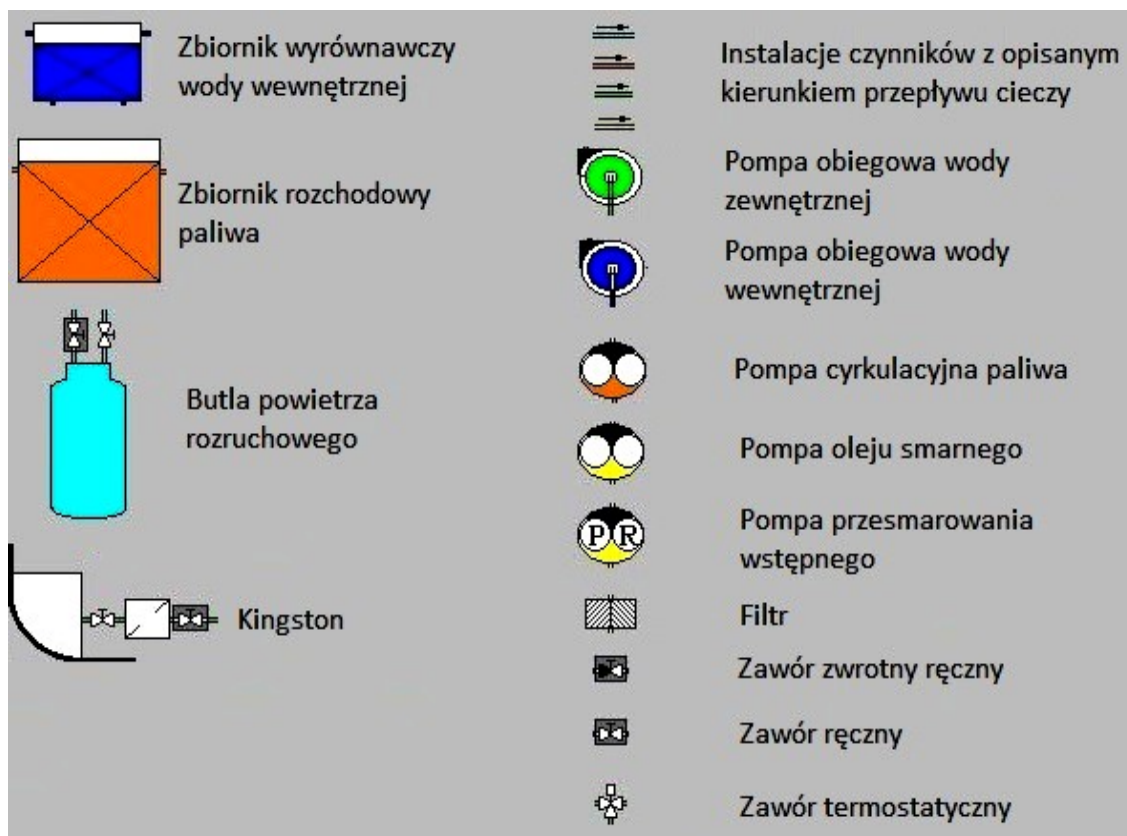 Zbiornik wyrównawczy
wody wewnętrznej
Zbiornik rozchodowy
paliwa
Butla powietrza
rozruchowego
Kingston
Instalacje czynników z opisanym
kierunkiem przepływu cieczy
Pompa obiegowa wody
zewnętrznej
Pompa obiegowa wody
wewnętrznej
Pompa cyrkulacyjna paliwa
Pompa oleju smarnego
PR
Pompa przesmarowania
wstępnego
Filtr
Zawór zwrotny ręczny
Zawór ręczny
Zawór termostatyczny